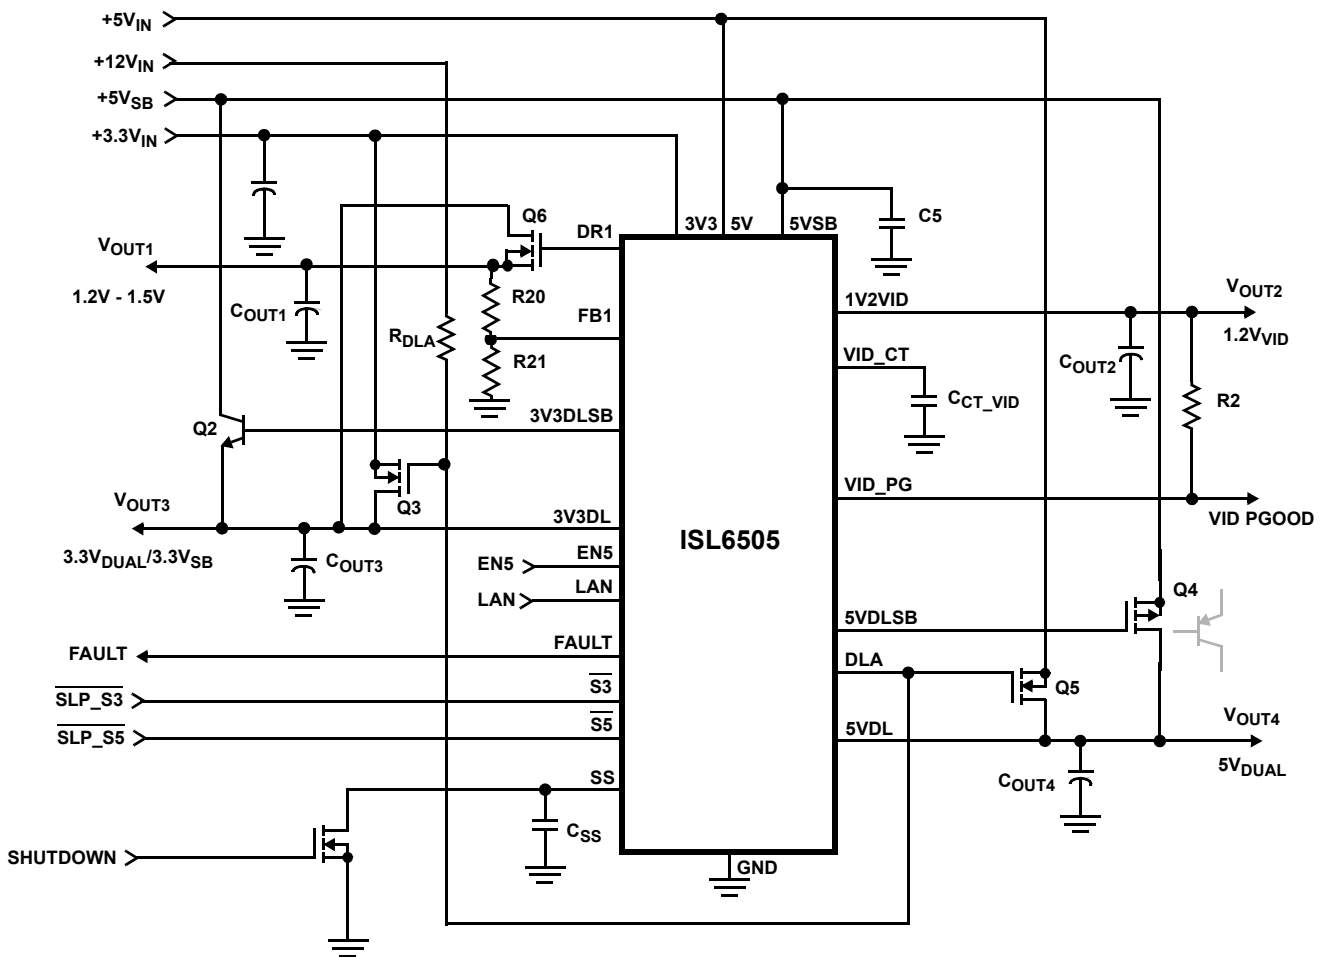 +5VIN
+12VIN
+5VSB
+3.3VIN
Q6
DR1
3V3
5V
5VSB
C5
VOUT1
1.2V - 1.5V
COUT1
R20
FB1
RDLA
R21
1V2VID
VOUT2
1.2VVID
VID_CT
COUT2
CCT_VID
R2
Q2
3V3DLSB
VID_PG
VID PGOOD
Q3
VOUT3
3V3DL
ISL6505
3.3VDUAL/3.3VSB
COUT3
EN5
EN5
LAN
LAN
Q4
5VDLSB
FAULT
FAULT
DLA
Q5
SLP_S3
S3
SLP_S5
S5
5VDL
VOUT4
5VDUAL
COUT4
SS
CSS
SHUTDOWN
GND